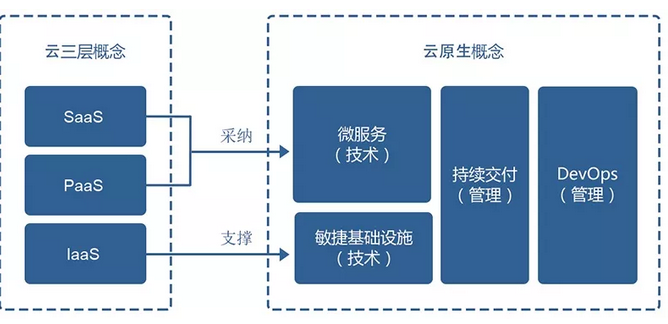 云三层概念
SaaS
PaaS
IaaS
采纳
支撑
云原生概念
微服务
（技术）
敏捷基础设施
（技术）
持续交付
（管理）
DevOps
（管理）